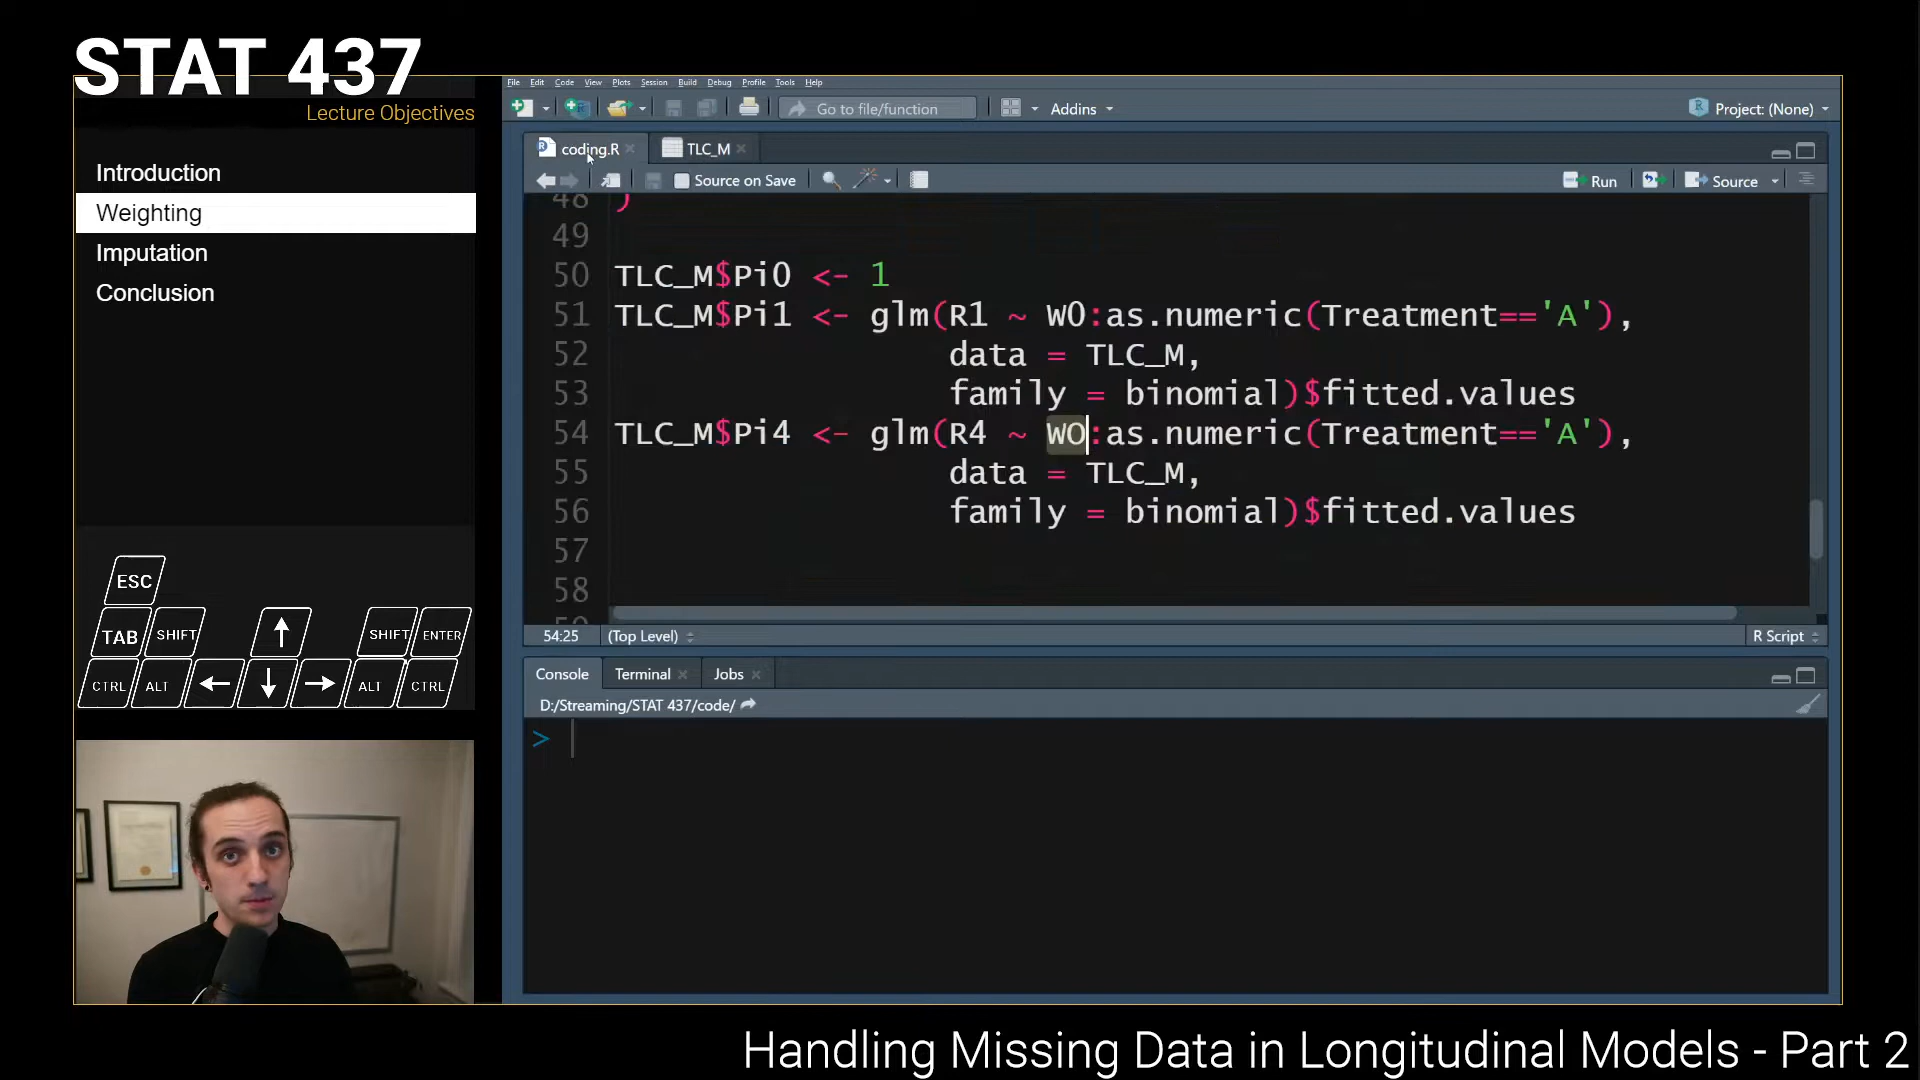 STAT 437
Lecture Objectives
Introduction
Weighting
Imputation
Conclusion
ESC
TAB SHIFT ↑ SHIFT ENTER
CTRL ALT ← ↓ → ALT CTRL
File Edit Code View Plots Session Build Debug Profile Tools Help
Go to file/function Addins Project: (None)
coding.R TLC_M
Source on Save Run Source
48 )
49
50 TLC_M$Pi0 <- 1
51 TLC_M$Pi1 <- glm(R1 ~ W0:as.numeric(Treatment=='A'),
52 data = TLC_M,
53 family = binomial)$fitted.values
54 TLC_M$Pi4 <- glm(R4 ~ W0:as.numeric(Treatment=='A'),
55 data = TLC_M,
56 family = binomial)$fitted.values
57
58
54:25 (Top Level) R Script
Console Terminal Jobs
D:/Streaming/STAT 437/code/
>
Handling Missing Data in Longitudinal Models - Part 2